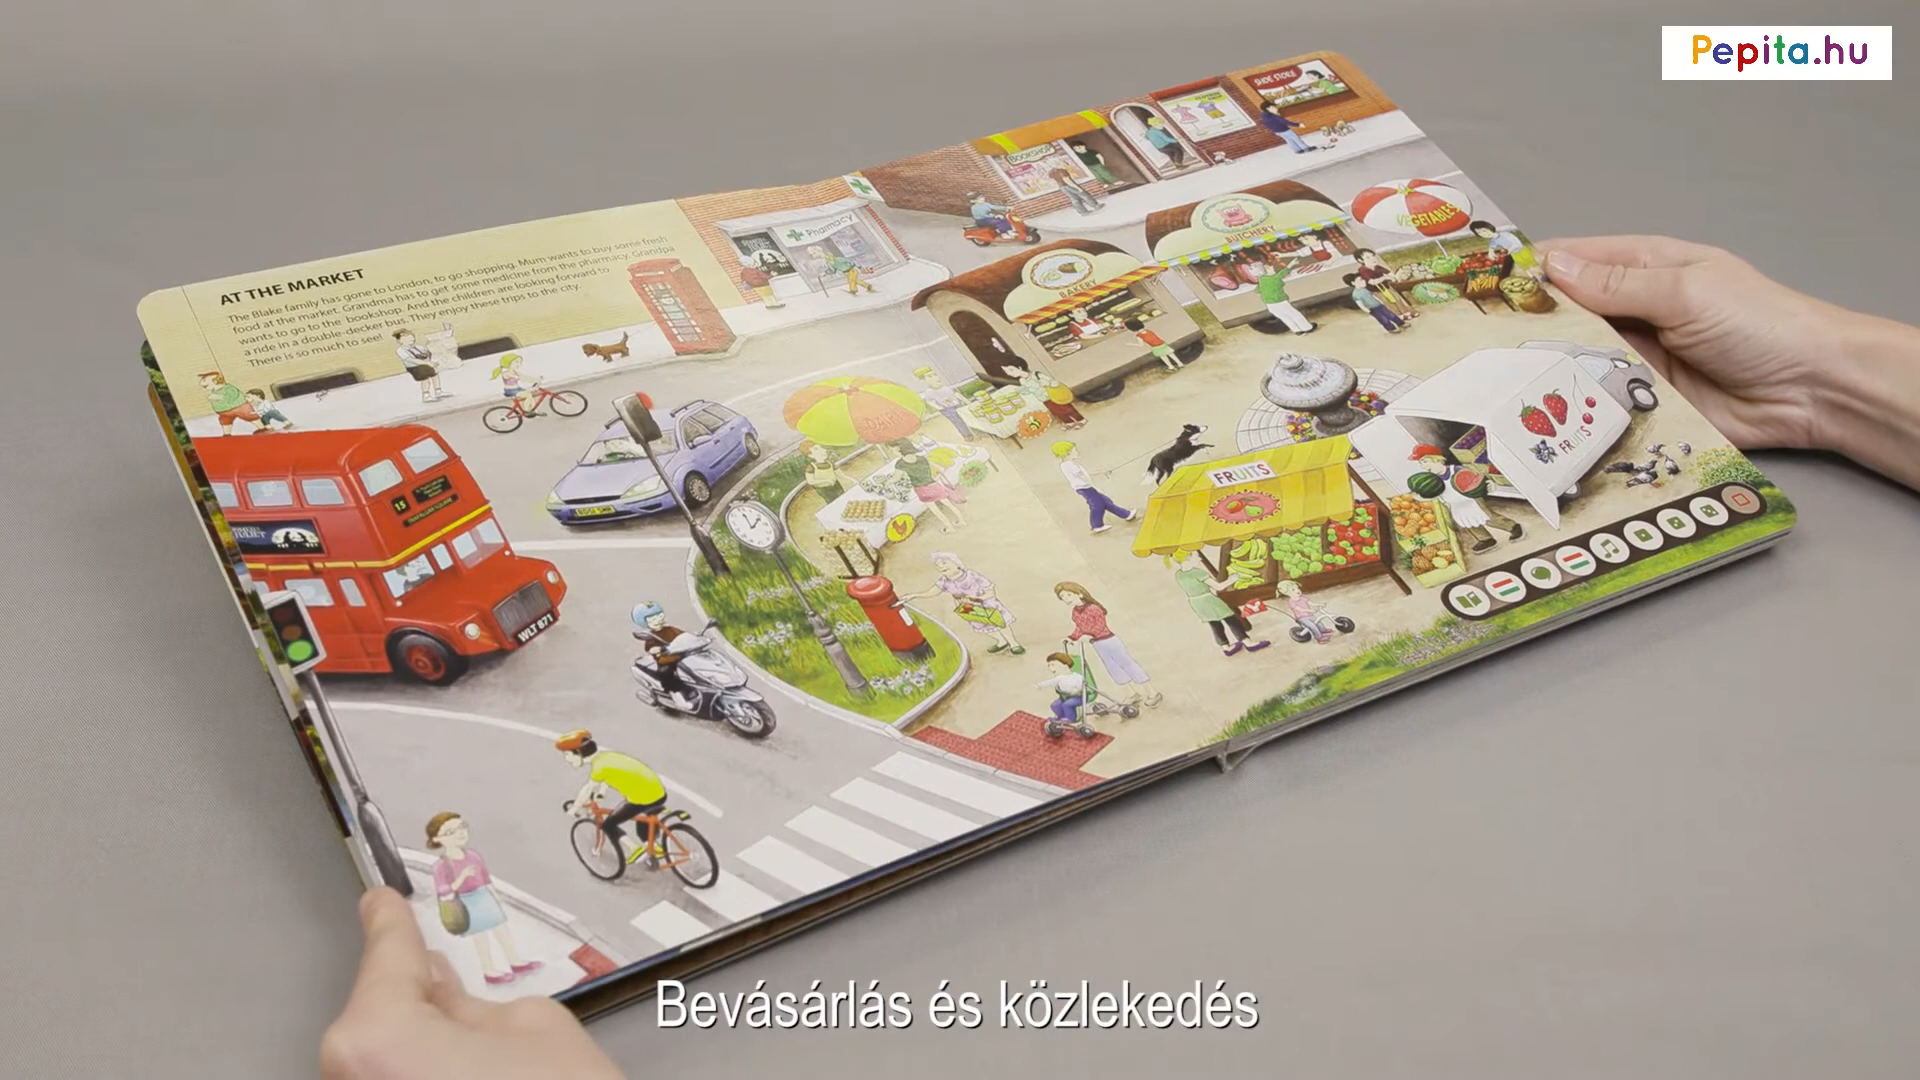 Pepita.hu
SHOE STORE
BOOKSHOP
Pharmacy
VEGETABLES
BUTCHERY
BAKERY
AT THE MARKET
The Blake family has gone to London, to go shopping. Mum wants to buy some fresh
food at the market. Grandma has to get some medicine from the pharmacy. Grandpa
wants to go to the bookshop. And the children are looking forward to
a ride in a double-decker bus. They enjoy these trips to the city.
There is so much to see!
DAIRY
FRUITS
FRUITS
15
JULIET
WLT 871
Bevásárlás és közlekedés